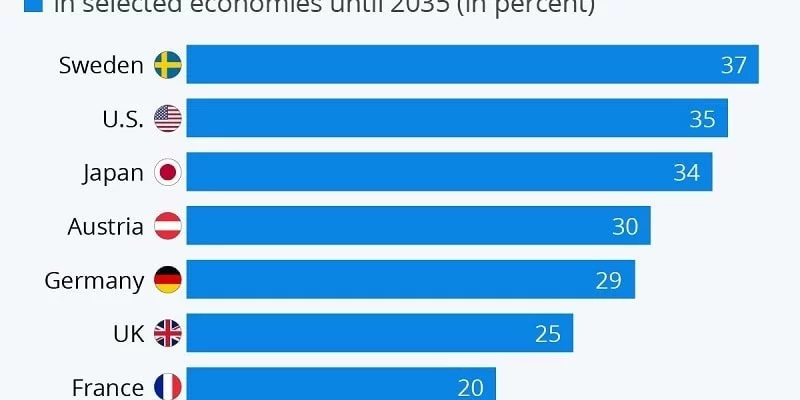 in selected economies until 2035 (in percent)
Sweden 37
U.S. 35
Japan 34
Austria 30
Germany 29
UK 25
France 20